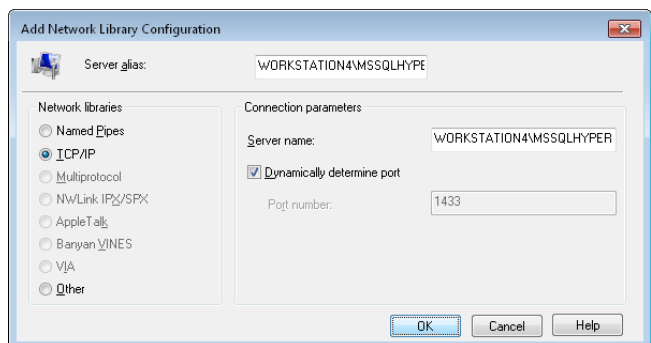 Add Network Library Configuration
Server alias: WORKSTATION4\MSSQLHYPE
Network libraries
Named Pipes
TCP/IP
Multiprotocol
NWLink IPX/SPX
AppleTalk
Banyan VINES
VIA
Other
Connection parameters
Server name: WORKSTATION4\MSSQLHYPER
Dynamically determine port
Port number: 1433
OK Cancel Help